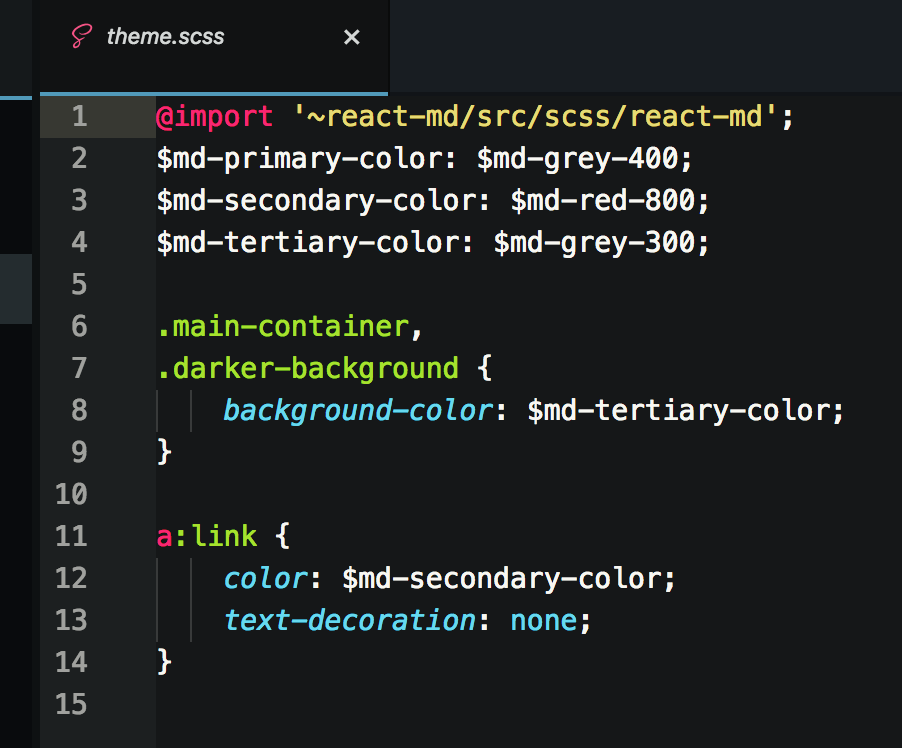 theme.scss ×
1 @import '~react-md/src/scss/react-md';
2 $md-primary-color: $md-grey-400;
3 $md-secondary-color: $md-red-800;
4 $md-tertiary-color: $md-grey-300;
5
6 .main-container,
7 .darker-background {
8     background-color: $md-tertiary-color;
9 }
10
11 a:link {
12     color: $md-secondary-color;
13     text-decoration: none;
14 }
15